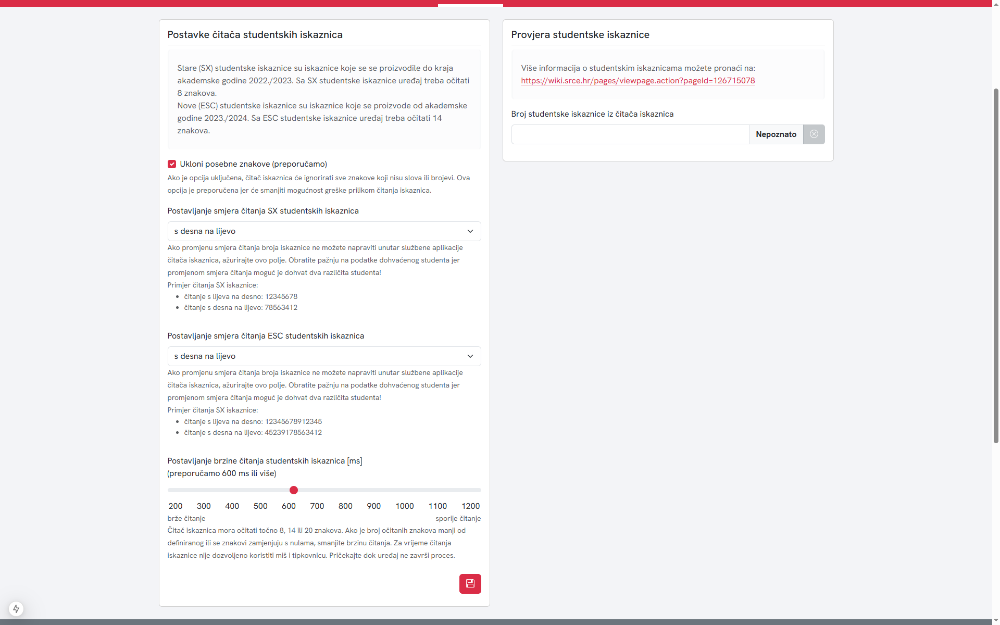 Postavke čitača studentskih iskaznica
Stare (SX) studentske iskaznice su iskaznice koje se se proizvodile do kraja
akademske godine 2022./2023. Sa SX studentske iskaznice uređaj treba očitati
8 znakova.
Nove (ESC) studentske iskaznice su iskaznice koje se proizvode od akademske
godine 2023./2024. Sa ESC studentske iskaznice uređaj treba očitati 14
znakova.
Ukloni posebne znakove (preporučamo)
Ako je opcija uključena, čitač iskaznica će ignorirati sve znakove koji nisu slova ili brojevi. Ova
opcija je preporučena jer će smanjiti mogućnost greške prilikom čitanja iskaznica.
Postavljanje smjera čitanja SX studentskih iskaznica
s desna na lijevo
Ako promjenu smjera čitanja broja iskaznice ne možete napraviti unutar službene aplikacije
čitača iskaznica, ažurirajte ovo polje. Obratite pažnju na podatke dohvaćenog studenta jer
promjenom smjera čitanja moguć je dohvat dva različita studenta!
Primjer čitanja SX iskaznice:
• čitanje s lijeva na desno: 12345678
• čitanje s desna na lijevo: 78563412
Postavljanje smjera čitanja ESC studentskih iskaznica
s desna na lijevo
Ako promjenu smjera čitanja broja iskaznice ne možete napraviti unutar službene aplikacije
čitača iskaznica, ažurirajte ovo polje. Obratite pažnju na podatke dohvaćenog studenta jer
promjenom smjera čitanja moguć je dohvat dva različita studenta!
Primjer čitanja SX iskaznice:
• čitanje s lijeva na desno: 12345678912345
• čitanje s desna na lijevo: 45239178563412
Postavljanje brzine čitanja studentskih iskaznica [ms]
(preporučamo 600 ms ili više)
200 300 400 500 600 700 800 900 1000 1100 1200
brže čitanje sporije čitanje
Čitač iskaznica mora očitati točno 8, 14 ili 20 znakova. Ako je broj očitanih znakova manji od
definiranog ili se znakovi zamjenjuju s nulama, smanjite brzinu čitanja. Za vrijeme čitanja
iskaznice nije dozvoljeno koristiti miš i tipkovnicu. Pričekajte dok uređaj ne završi proces.
Provjera studentske iskaznice
Više informacija o studentskim iskaznicama možete pronaći na:
https://wiki.srce.hr/pages/viewpage.action?pageId=126715078
Broj studentske iskaznice iz čitača iskaznica
Nepoznato